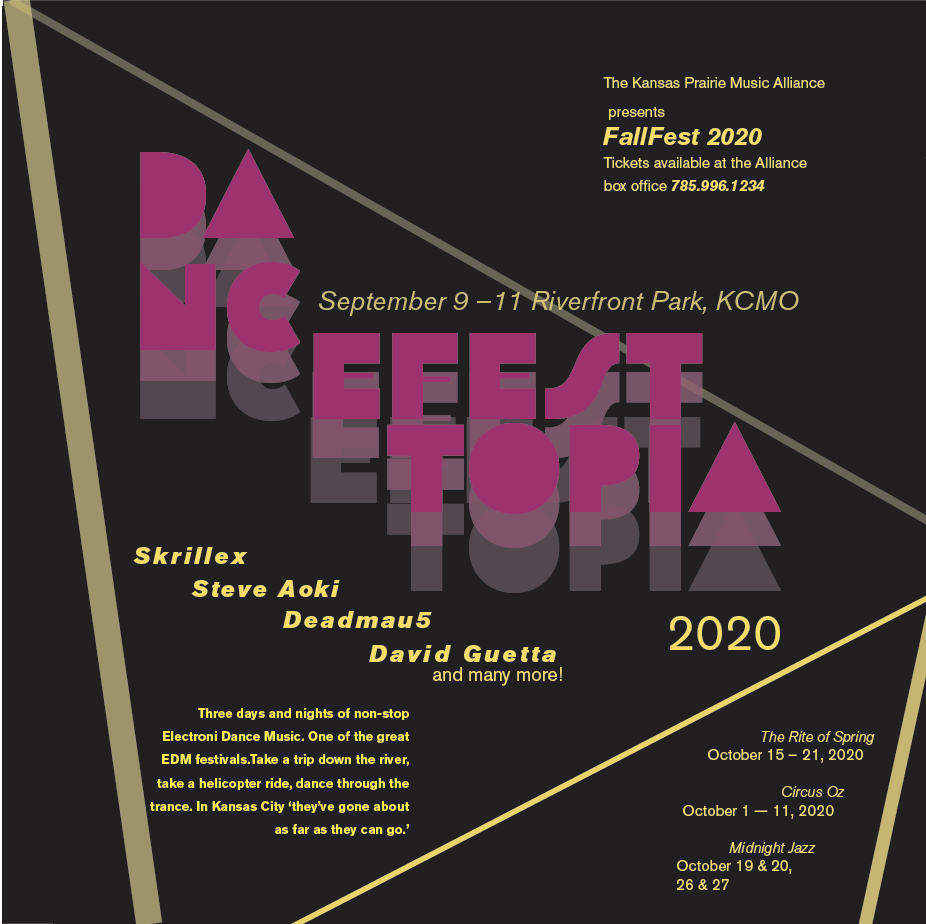 The Kansas Prairie Music Alliance
presents
FallFest 2020
Tickets available at the Alliance
box office 785.996.1234
DA
NC
September 9 –11 Riverfront Park, KCMO
EFEST
TOPIA
Skrillex
Steve Aoki
Deadmau5
David Guetta
and many more!
2020
Three days and nights of non-stop
Electroni Dance Music. One of the great
EDM festivals.Take a trip down the river,
take a helicopter ride, dance through the
trance. In Kansas City ‘they’ve gone about
as far as they can go.’
The Rite of Spring
October 15 – 21, 2020
Circus Oz
October 1 — 11, 2020
Midnight Jazz
October 19 & 20,
26 & 27